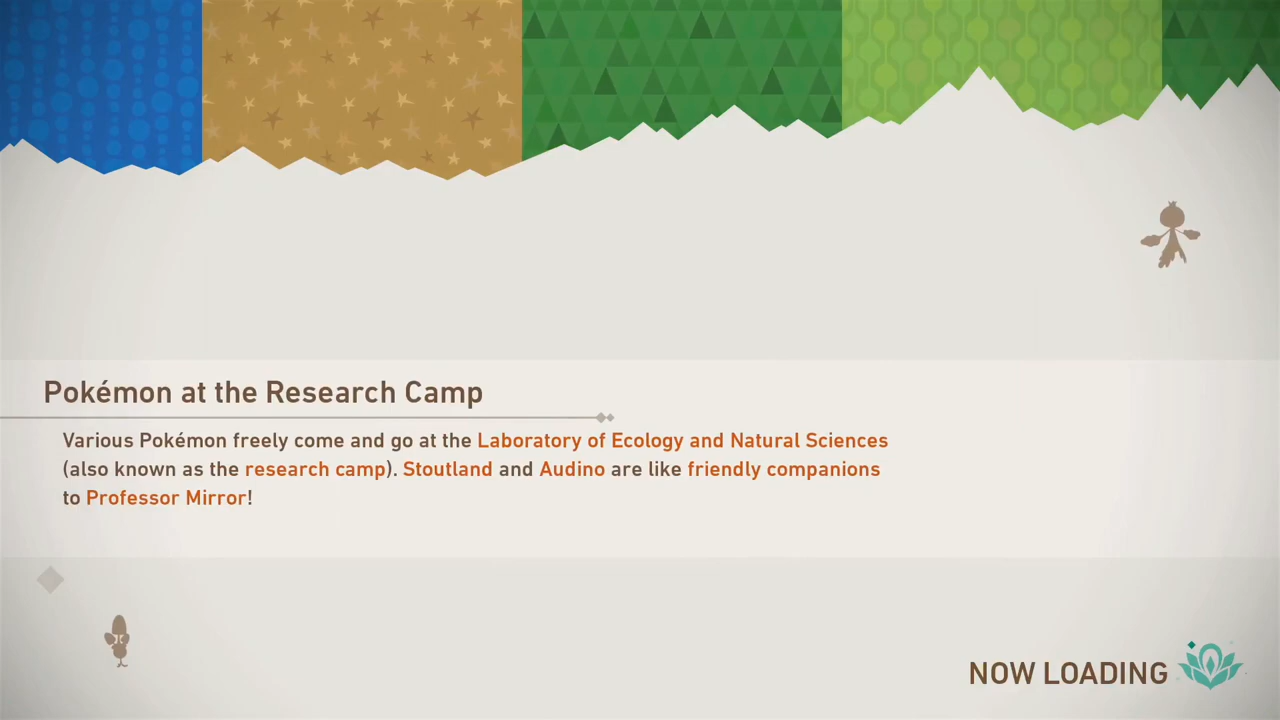 Pokémon at the Research Camp
Various Pokémon freely come and go at the Laboratory of Ecology and Natural Sciences
(also known as the research camp). Stoutland and Audino are like friendly companions
to Professor Mirror!
NOW LOADING